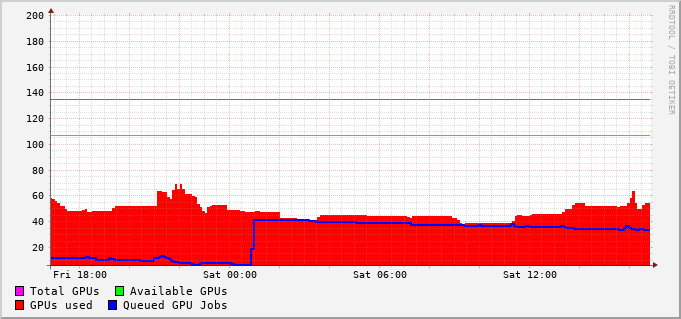 200
180
160
140
120
100
80
60
40
20
Fri 18:00 Sat 00:00 Sat 06:00 Sat 12:00
Total GPUs Available GPUs
GPUs used Queued GPU Jobs
RRDTOOL / TOBI OETIKER